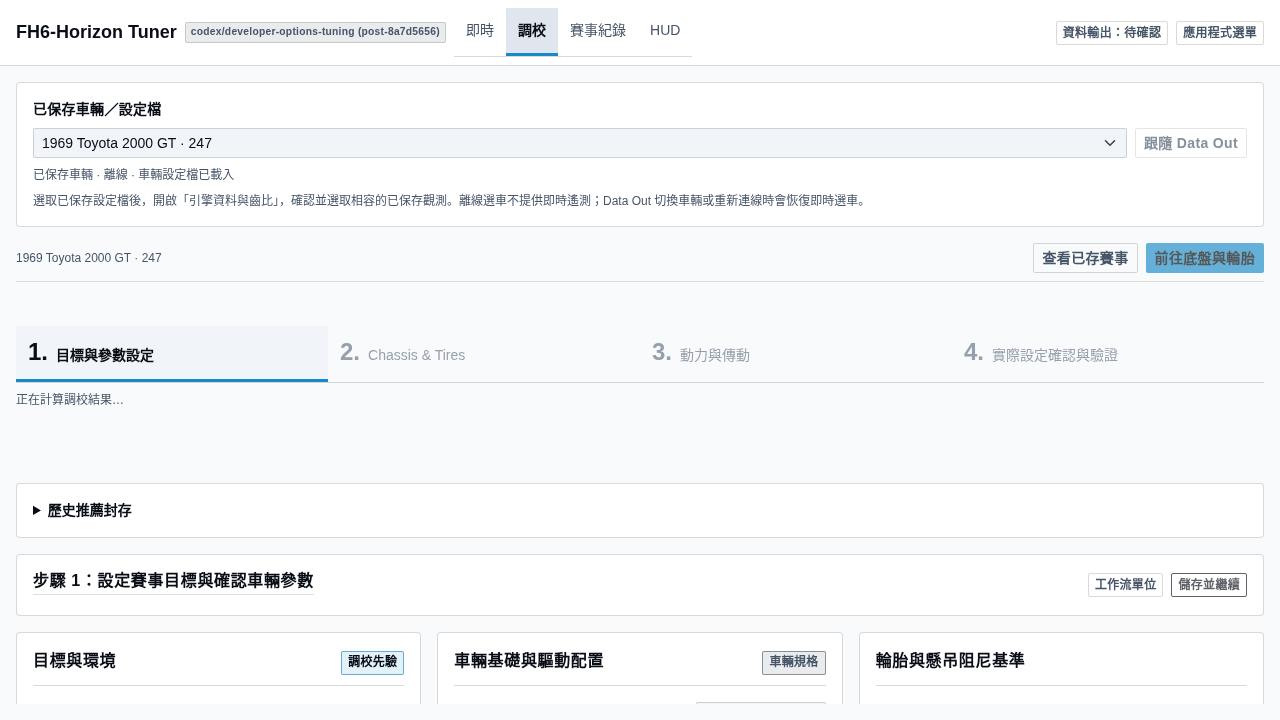 FH6-Horizon Tuner codex/developer-options-tuning (post-8a7d5656) 即時 調校 賽事紀錄 HUD 資料輸出：待確認 應用程式選單
已保存車輛／設定檔
1969 Toyota 2000 GT · 247 跟隨 Data Out
已保存車輛 · 離線 · 車輛設定檔已載入
選取已保存設定檔後，開啟「引擎資料與齒比」，確認並選取相容的已保存觀測。離線選車不提供即時遙測；Data Out 切換車輛或重新連線時會恢復即時選車。
1969 Toyota 2000 GT · 247 查看已存賽事 前往底盤與輪胎
1. 目標與參數設定 2. Chassis & Tires 3. 動力與傳動 4. 實際設定確認與驗證
正在計算調校結果…
▶ 歷史推薦封存
步驟 1：設定賽事目標與確認車輛參數 工作流單位 儲存並繼續
目標與環境 調校先驗 車輛基礎與驅動配置 車輛規格 輪胎與懸吊阻尼基準